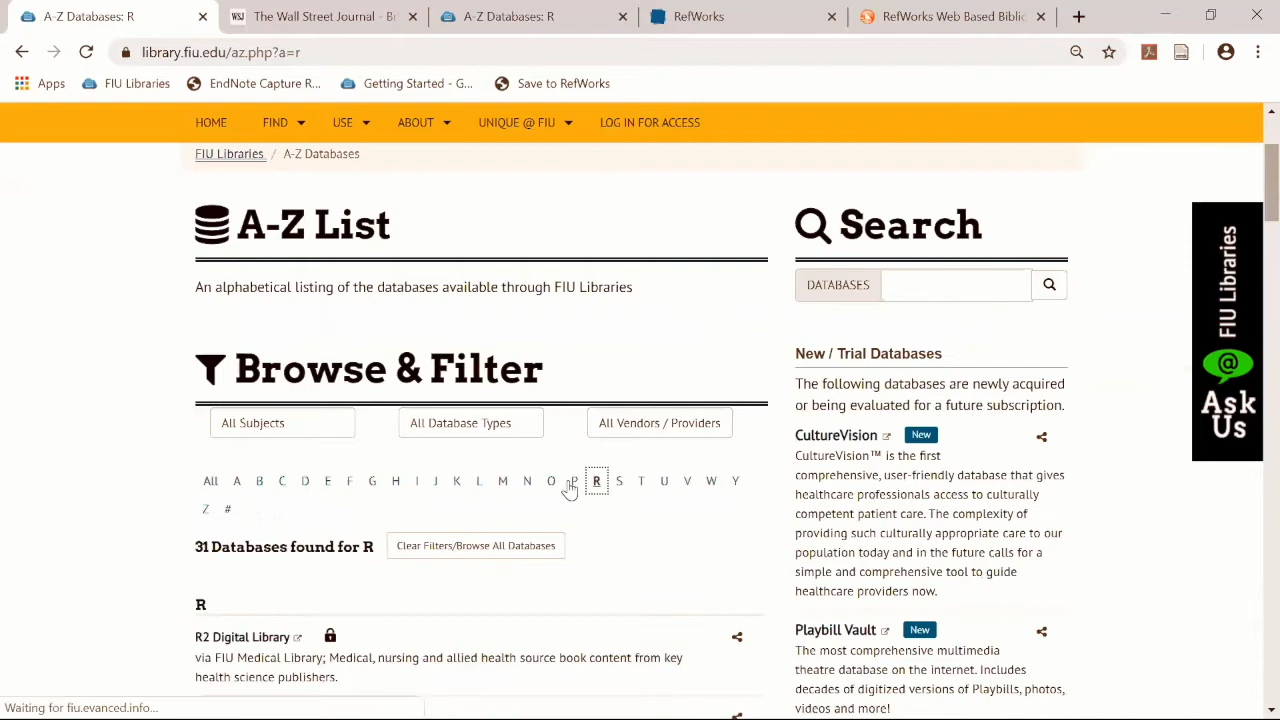 A-Z Databases: R
The Wall Street Journal - Br
A-Z Databases: R
RefWorks
RefWorks Web Based Biblic
library.fiu.edu/az.php?a=r
Apps
FIU Libraries
EndNote Capture R...
Getting Started - G...
Save to RefWorks
HOME FIND USE ABOUT UNIQUE @ FIU LOG IN FOR ACCESS
FIU Libraries / A-Z Databases
A-Z List
An alphabetical listing of the databases available through FIU Libraries
Browse & Filter
All Subjects
All Database Types
All Vendors / Providers
All A B C D E F G H I J K L M N O P R S T U V W Y
Z #
31 Databases found for R
Clear Filters/Browse All Databases
R
R2 Digital Library
via FIU Medical Library; Medical, nursing and allied health source book content from key
health science publishers.
Search
DATABASES
New / Trial Databases
The following databases are newly acquired
or being evaluated for a future subscription.
CultureVision New
CultureVision™ is the first
comprehensive, user-friendly database that gives
healthcare professionals access to culturally
competent patient care. The complexity of
providing such culturally appropriate care to our
population today and in the future calls for a
simple and comprehensive tool to guide
healthcare providers now.
Playbill Vault New
The most comprehensive multimedia
theatre database on the internet. Includes
decades of digitized versions of Playbills, photos,
videos and more!
FIU Libraries
@
Ask
Us
Waiting for fiu.evanced.info...